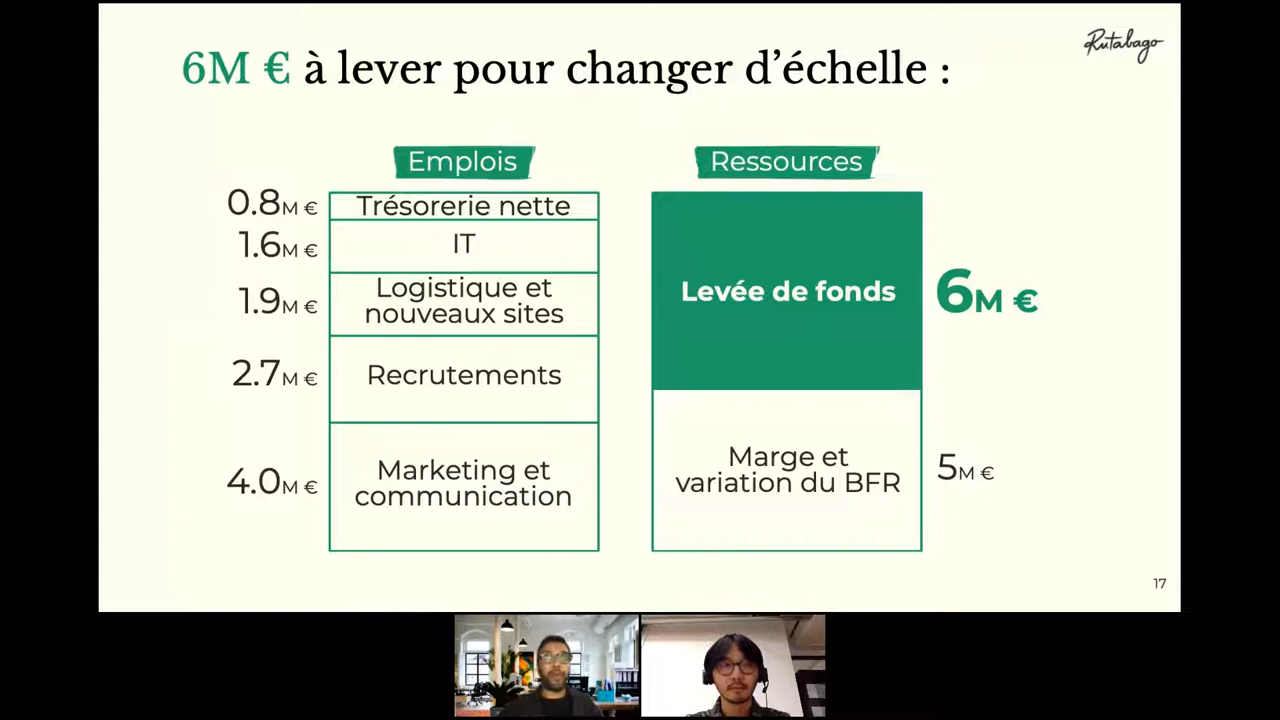 Rutabago
6M € à lever pour changer d’échelle :
Emplois
Ressources
0.8M €
Trésorerie nette
1.6M €
IT
1.9M €
Logistique et
nouveaux sites
2.7M €
Recrutements
4.0M €
Marketing et
communication
Levée de fonds
6M €
Marge et
variation du BFR
5M €
17